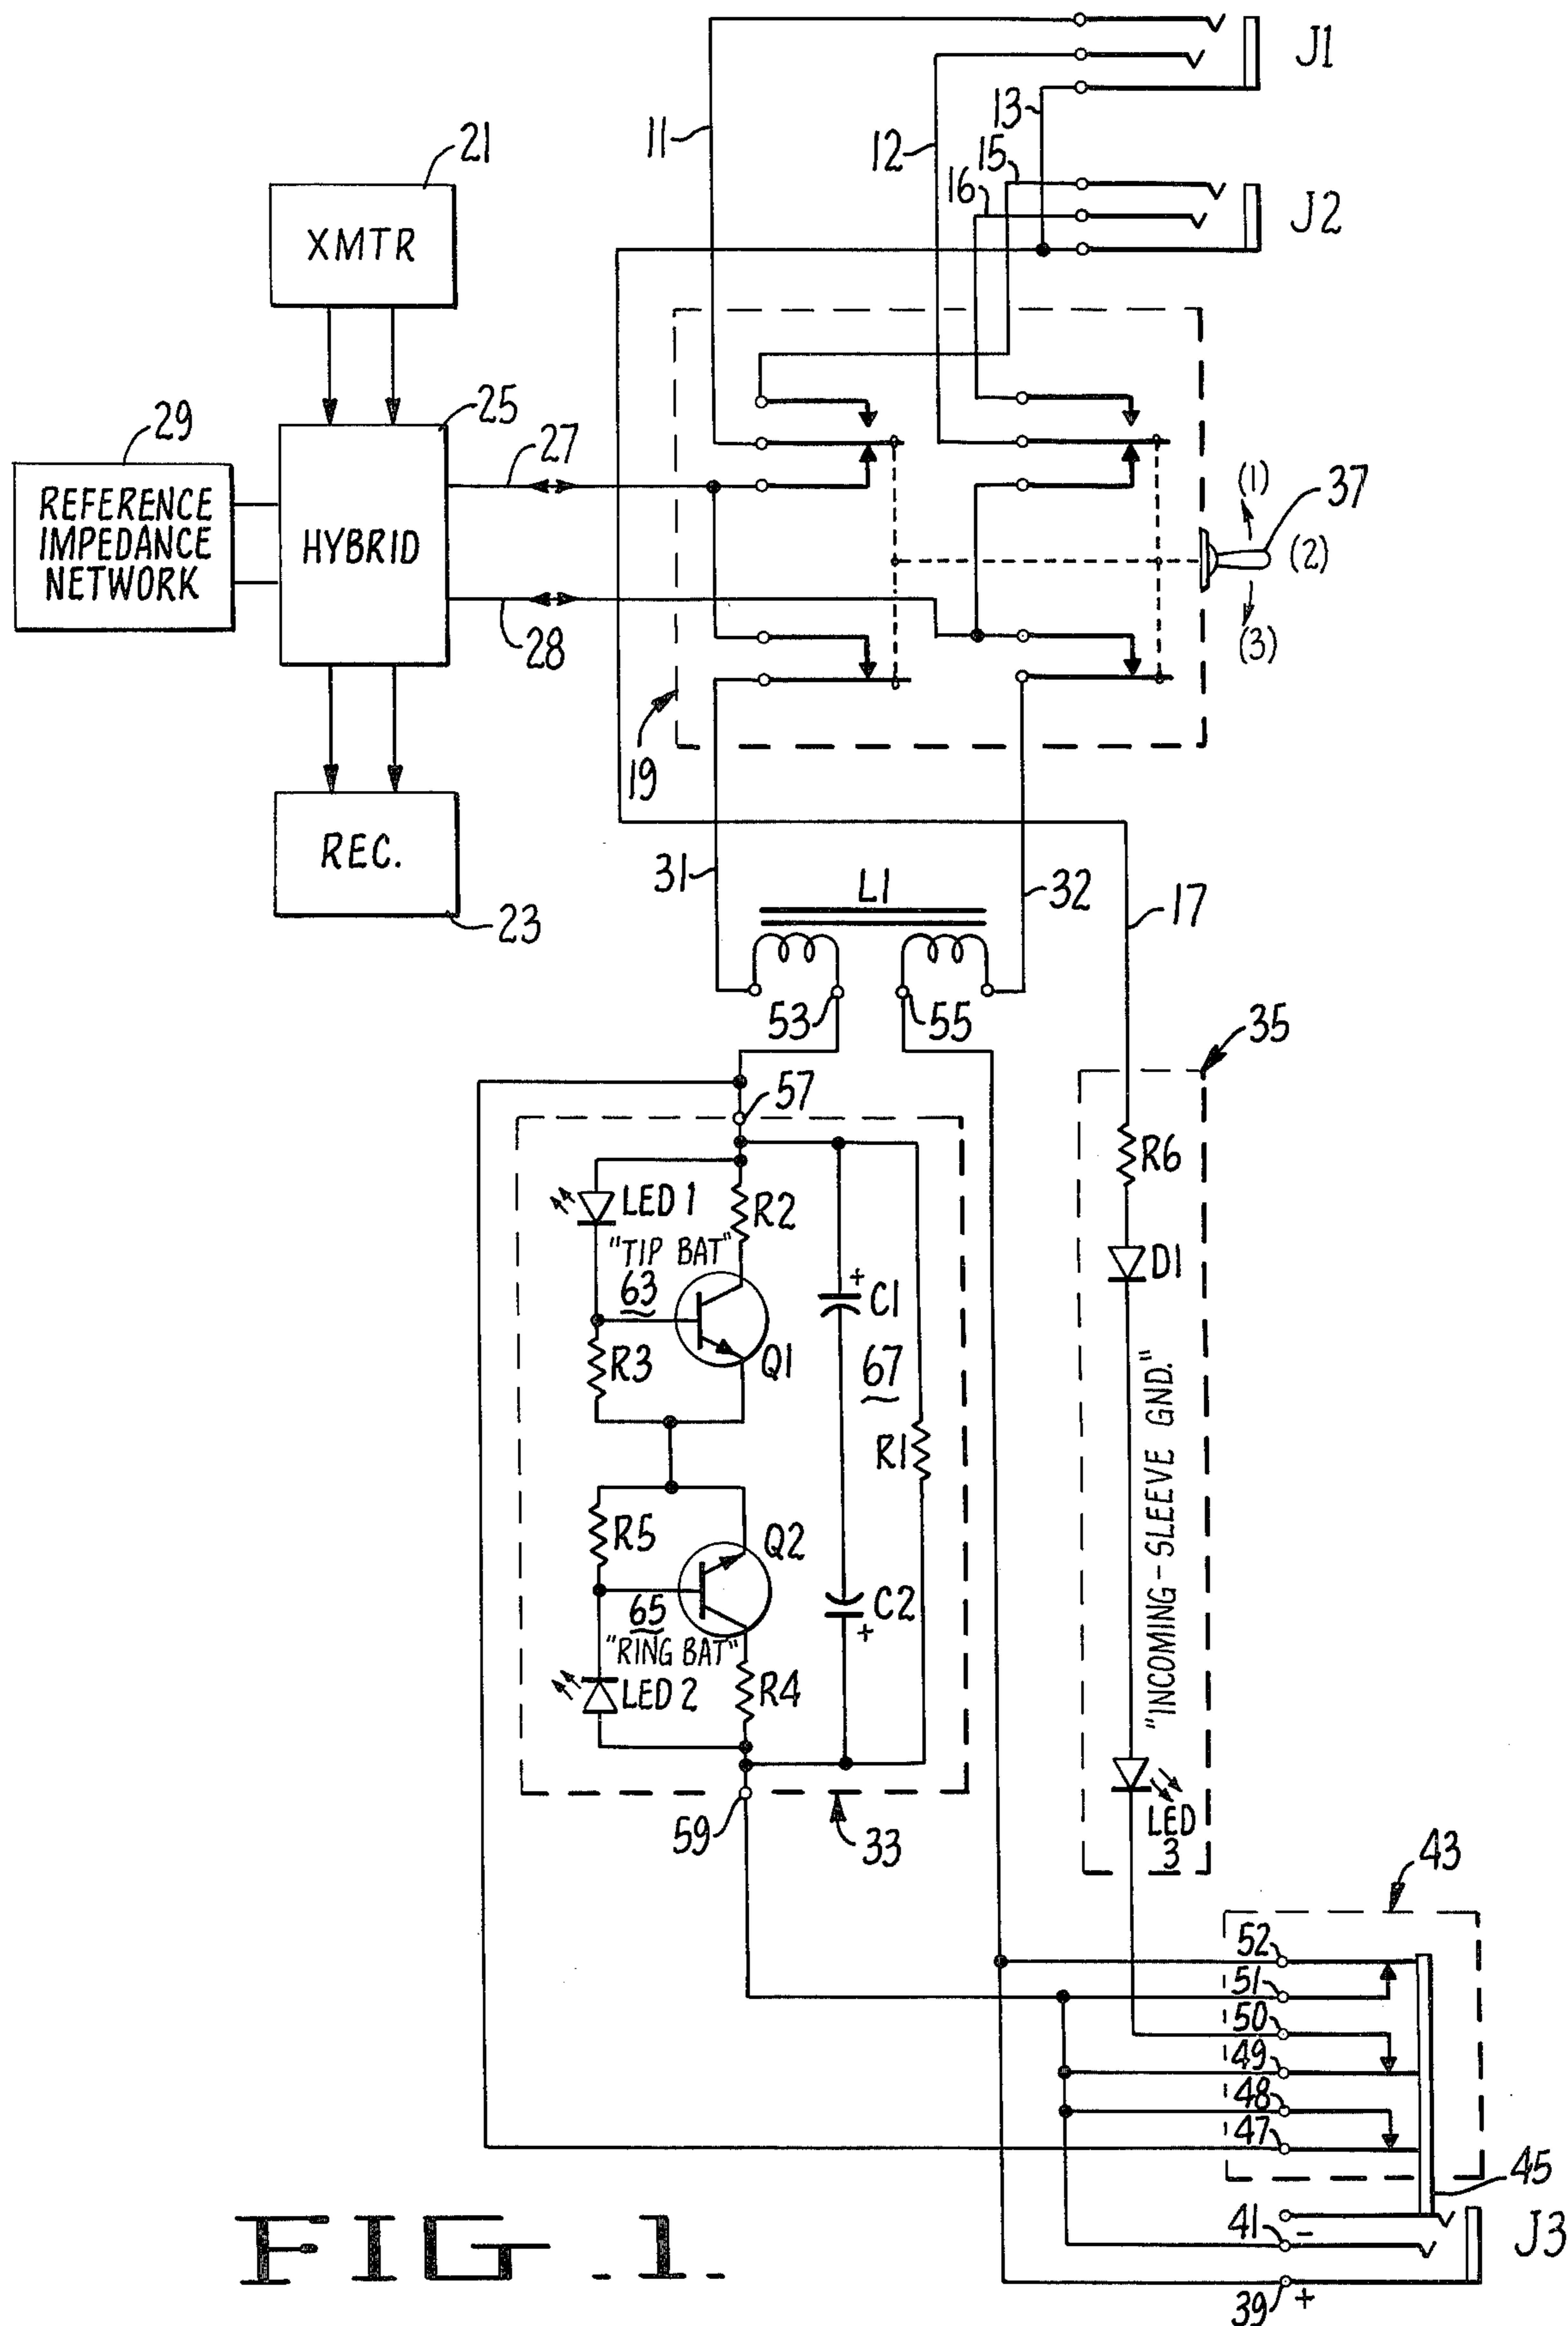 J1
11
12
13
15
16
J2
21
XMTR
25
29
27
REFERENCE
IMPEDANCE
NETWORK
HYBRID
28
(1)
37
(2)
(3)
19
REC.
23
31
L1
32
17
53
55
35
57
LED 1
R2
"TIP BAT"
63
R3
Q1
+
C1
67
R1
R6
D1
"INCOMING-SLEEVE GND."
R5
Q2
65
"RING BAT"
LED 2
R4
C2
+
59
33
LED
3
43
52
51
50
49
48
47
45
41
-
J3
39
+
FIG. 1.